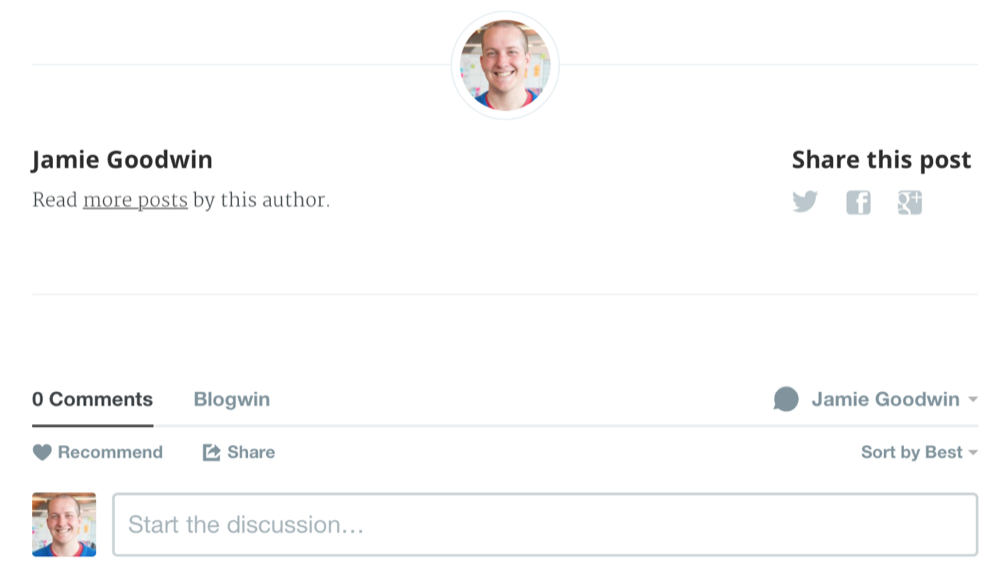 Jamie Goodwin
Share this post
Read more posts by this author.
0 Comments
Blogwin
Jamie Goodwin
Recommend
Share
Sort by Best
Start the discussion…